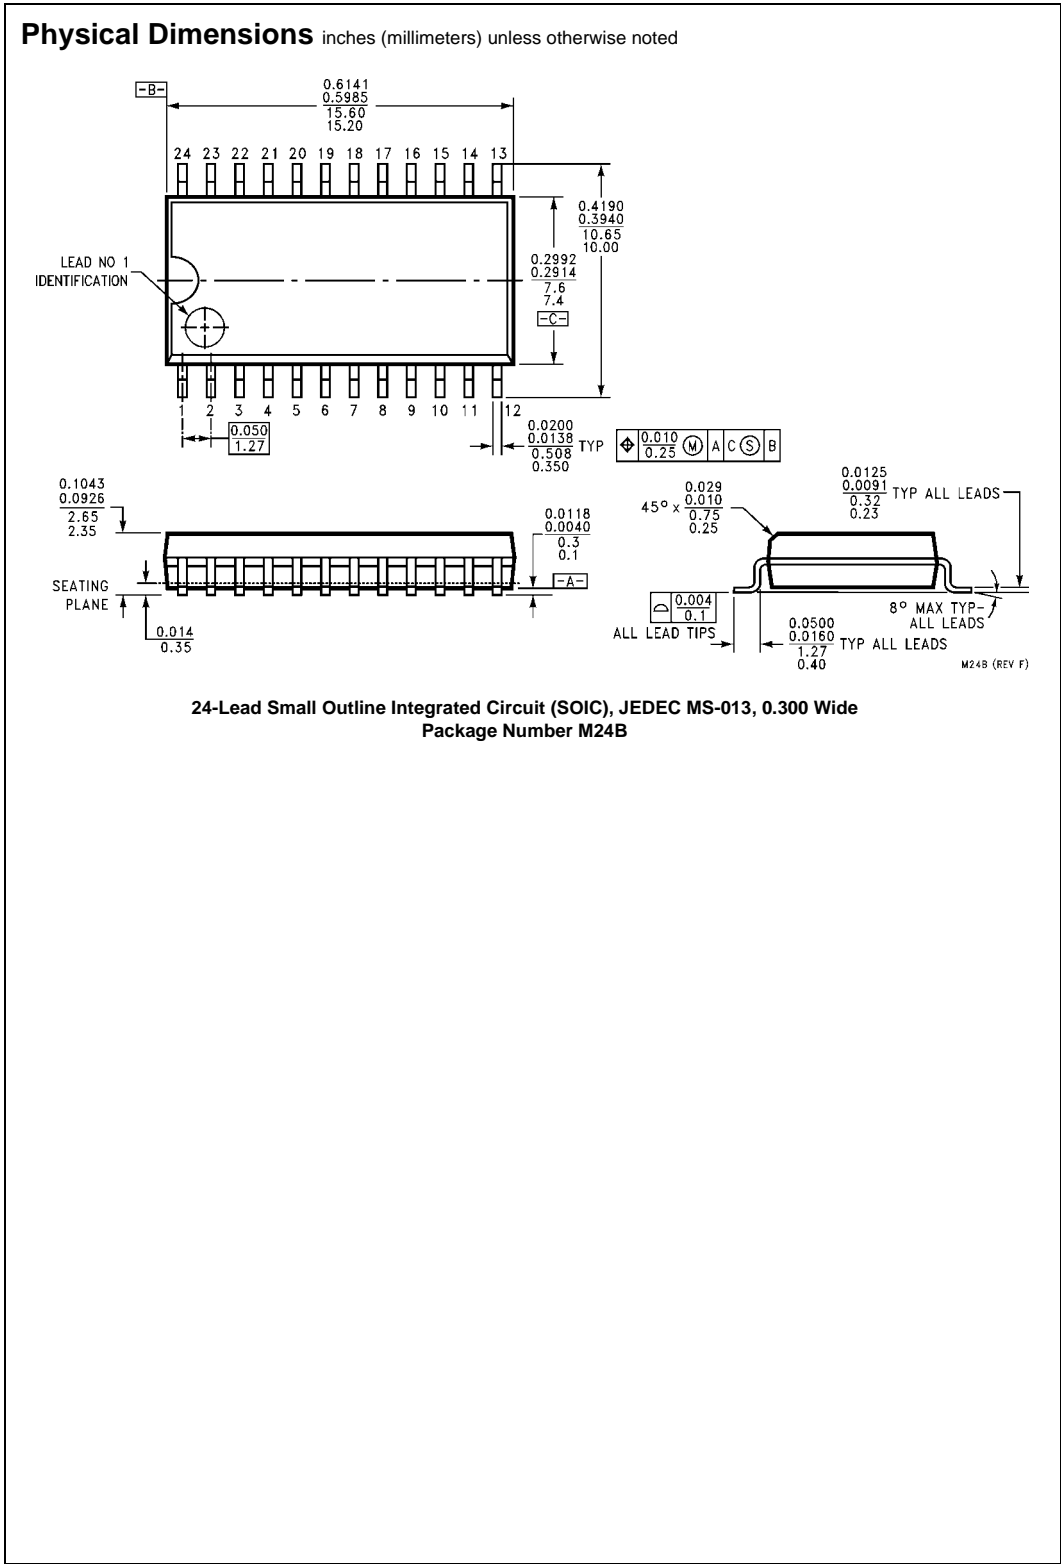 Physical Dimensions inches (millimeters) unless otherwise noted
-B-
0.6141
0.5985
15.60
15.20
24 23 22 21 20 19 18 17 16 15 14 13
0.4190
0.3940
10.65
10.00
LEAD NO 1
IDENTIFICATION
0.2992
0.2914
7.6
7.4
-C-
1 2 3 4 5 6 7 8 9 10 11 12
0.050
1.27
0.0200
0.0138
0.508
0.350
TYP
⌖ 0.010 0.25 Ⓜ A C Ⓢ B
0.1043
0.0926
2.65
2.35
SEATING
PLANE
0.014
0.35
0.0118
0.0040
0.3
0.1
-A-
45° x
0.029
0.010
0.75
0.25
0.0125
0.0091
0.32
0.23
TYP ALL LEADS
0.004
0.1
ALL LEAD TIPS
0.0500
0.0160
1.27
0.40
TYP ALL LEADS
8° MAX TYP-
ALL LEADS
M24B (REV F)
24-Lead Small Outline Integrated Circuit (SOIC), JEDEC MS-013, 0.300 Wide
Package Number M24B